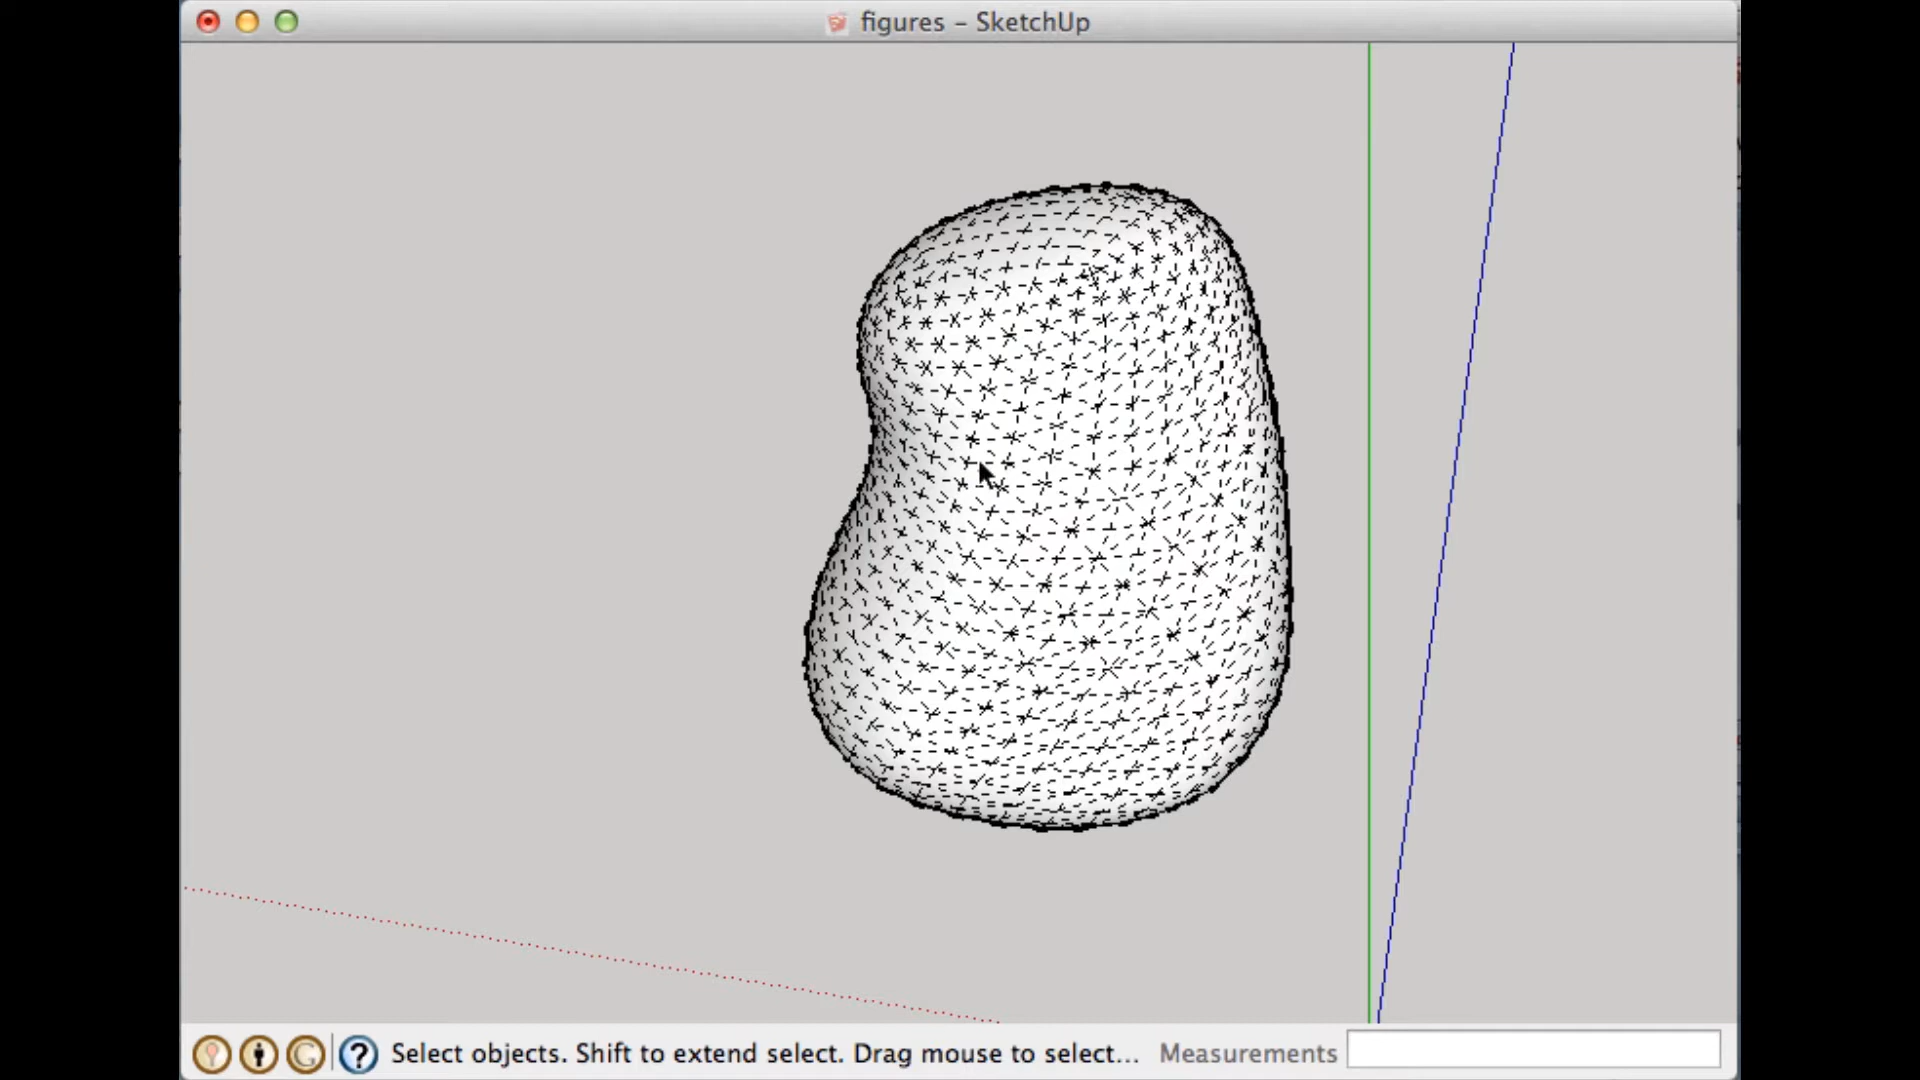 figures – SketchUp
Select objects. Shift to extend select. Drag mouse to select... Measurements